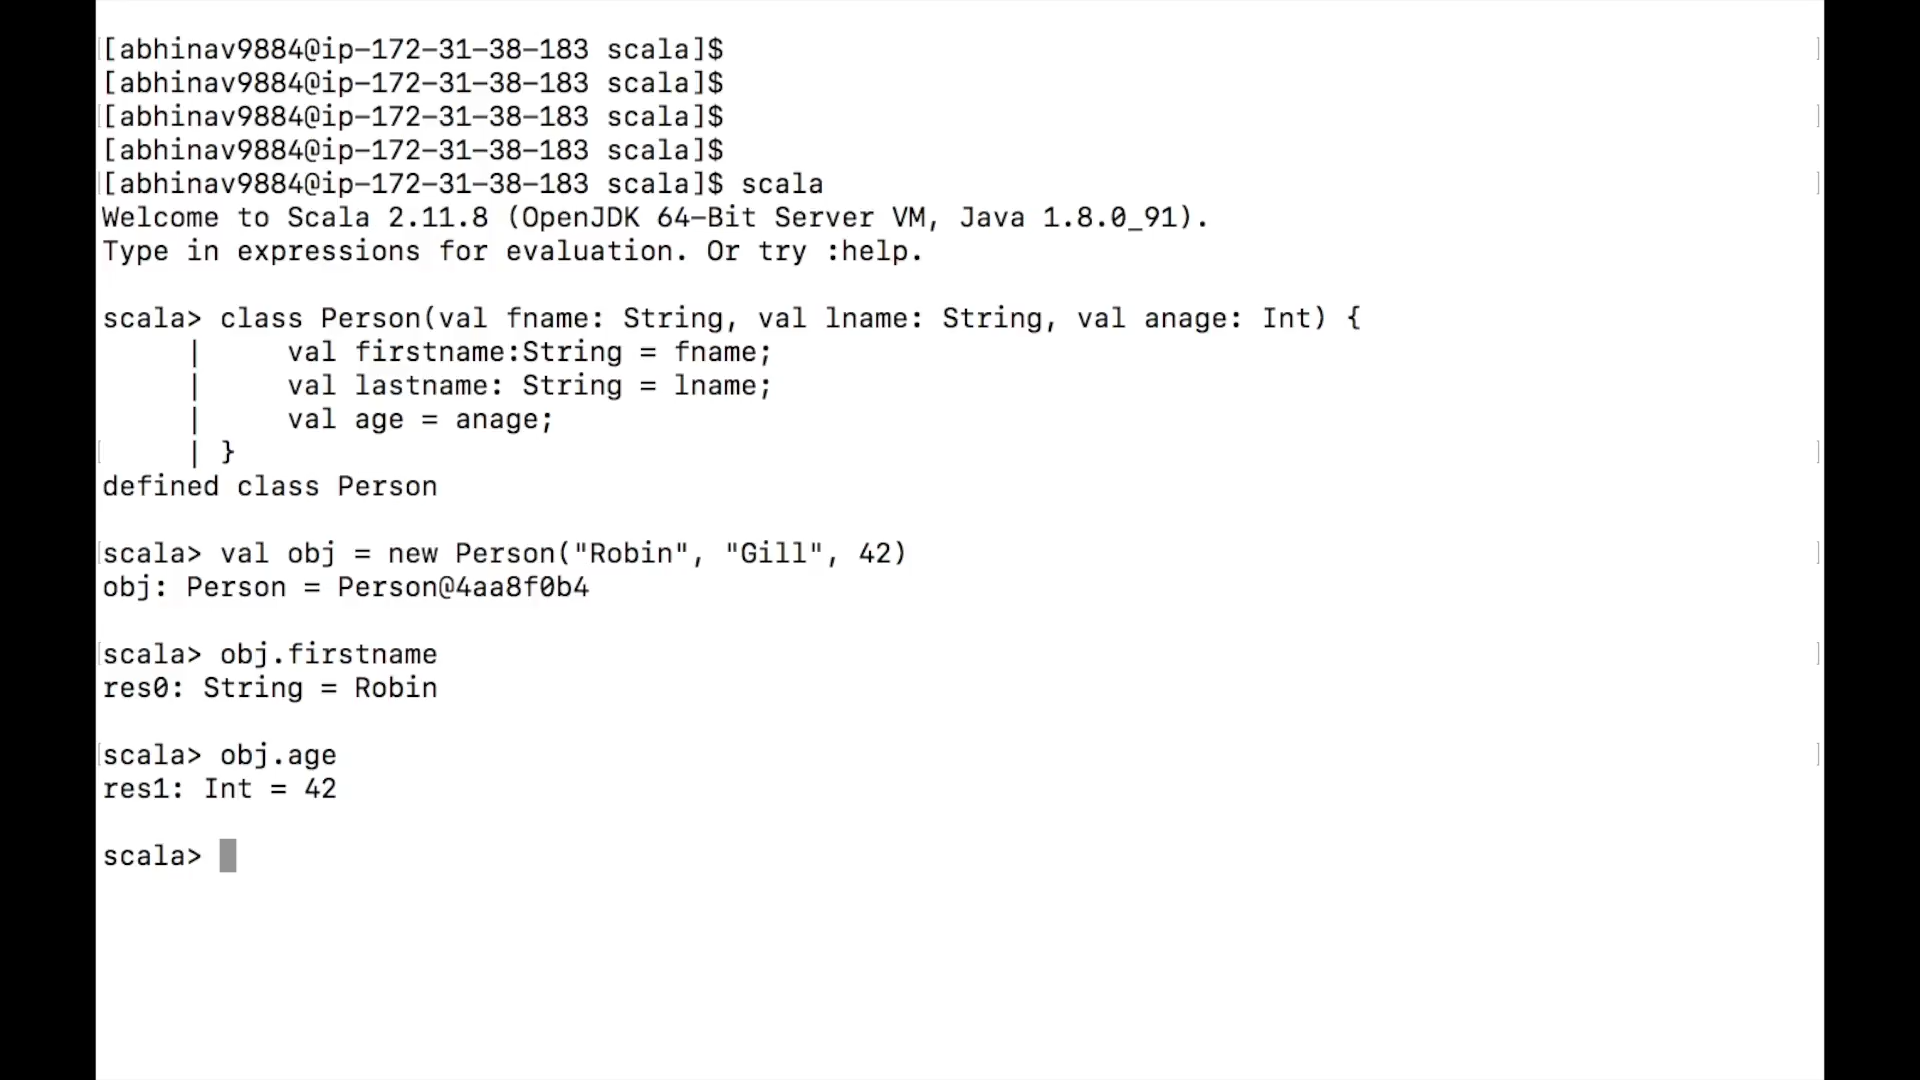 [abhinav9884@ip-172-31-38-183 scala]$
[abhinav9884@ip-172-31-38-183 scala]$
[abhinav9884@ip-172-31-38-183 scala]$
[abhinav9884@ip-172-31-38-183 scala]$
[abhinav9884@ip-172-31-38-183 scala]$ scala
Welcome to Scala 2.11.8 (OpenJDK 64-Bit Server VM, Java 1.8.0_91).
Type in expressions for evaluation. Or try :help.

scala> class Person(val fname: String, val lname: String, val anage: Int) {
     |     val firstname:String = fname;
     |     val lastname: String = lname;
     |     val age = anage;
     | }
defined class Person

scala> val obj = new Person("Robin", "Gill", 42)
obj: Person = Person@4aa8f0b4

scala> obj.firstname
res0: String = Robin

scala> obj.age
res1: Int = 42

scala>